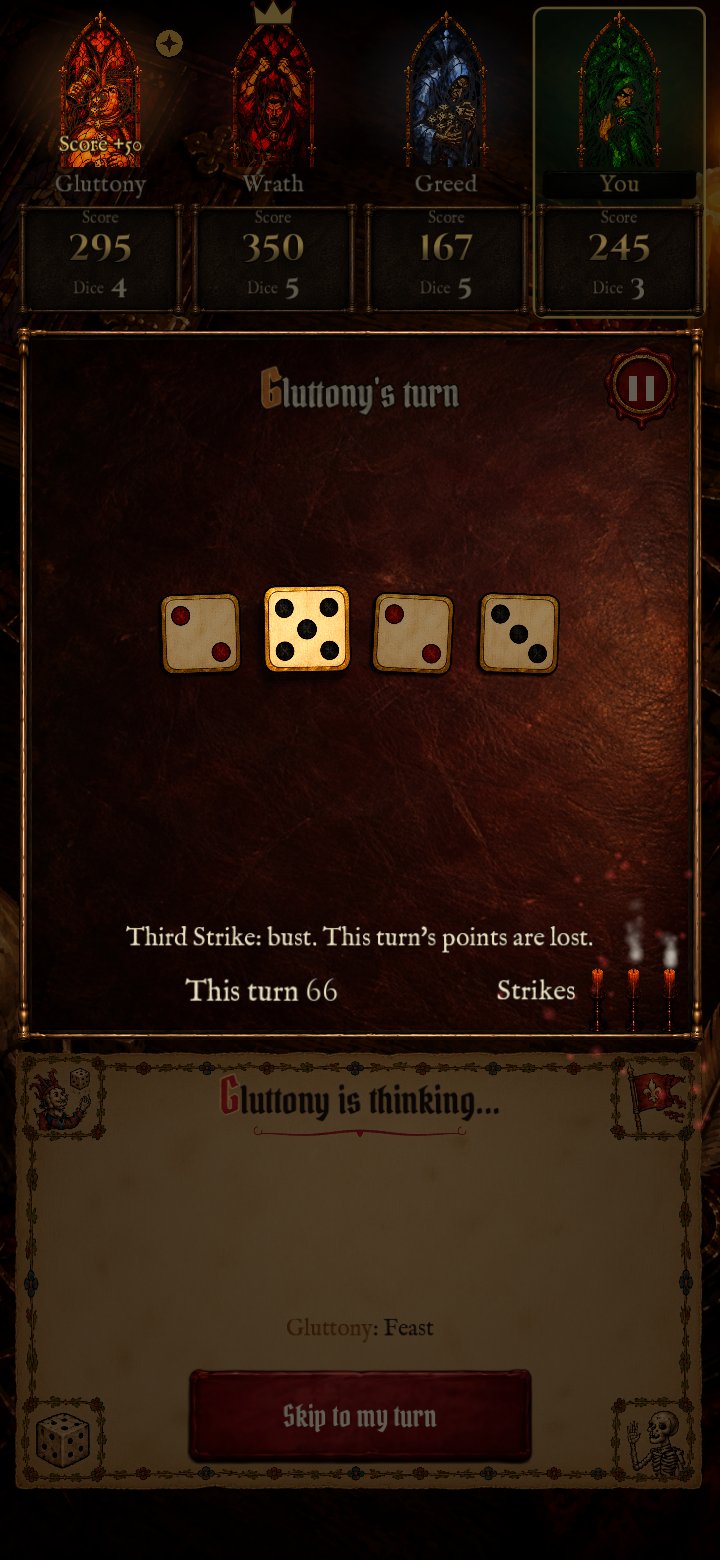 Score +50
Gluttony
Wrath
Greed
You
Score
295
Dice 4
Score
350
Dice 5
Score
167
Dice 5
Score
245
Dice 3
Gluttony's turn
Third Strike: bust. This turn's points are lost.
This turn 66
Strikes
Gluttony is thinking...
Gluttony: Feast
Skip to my turn